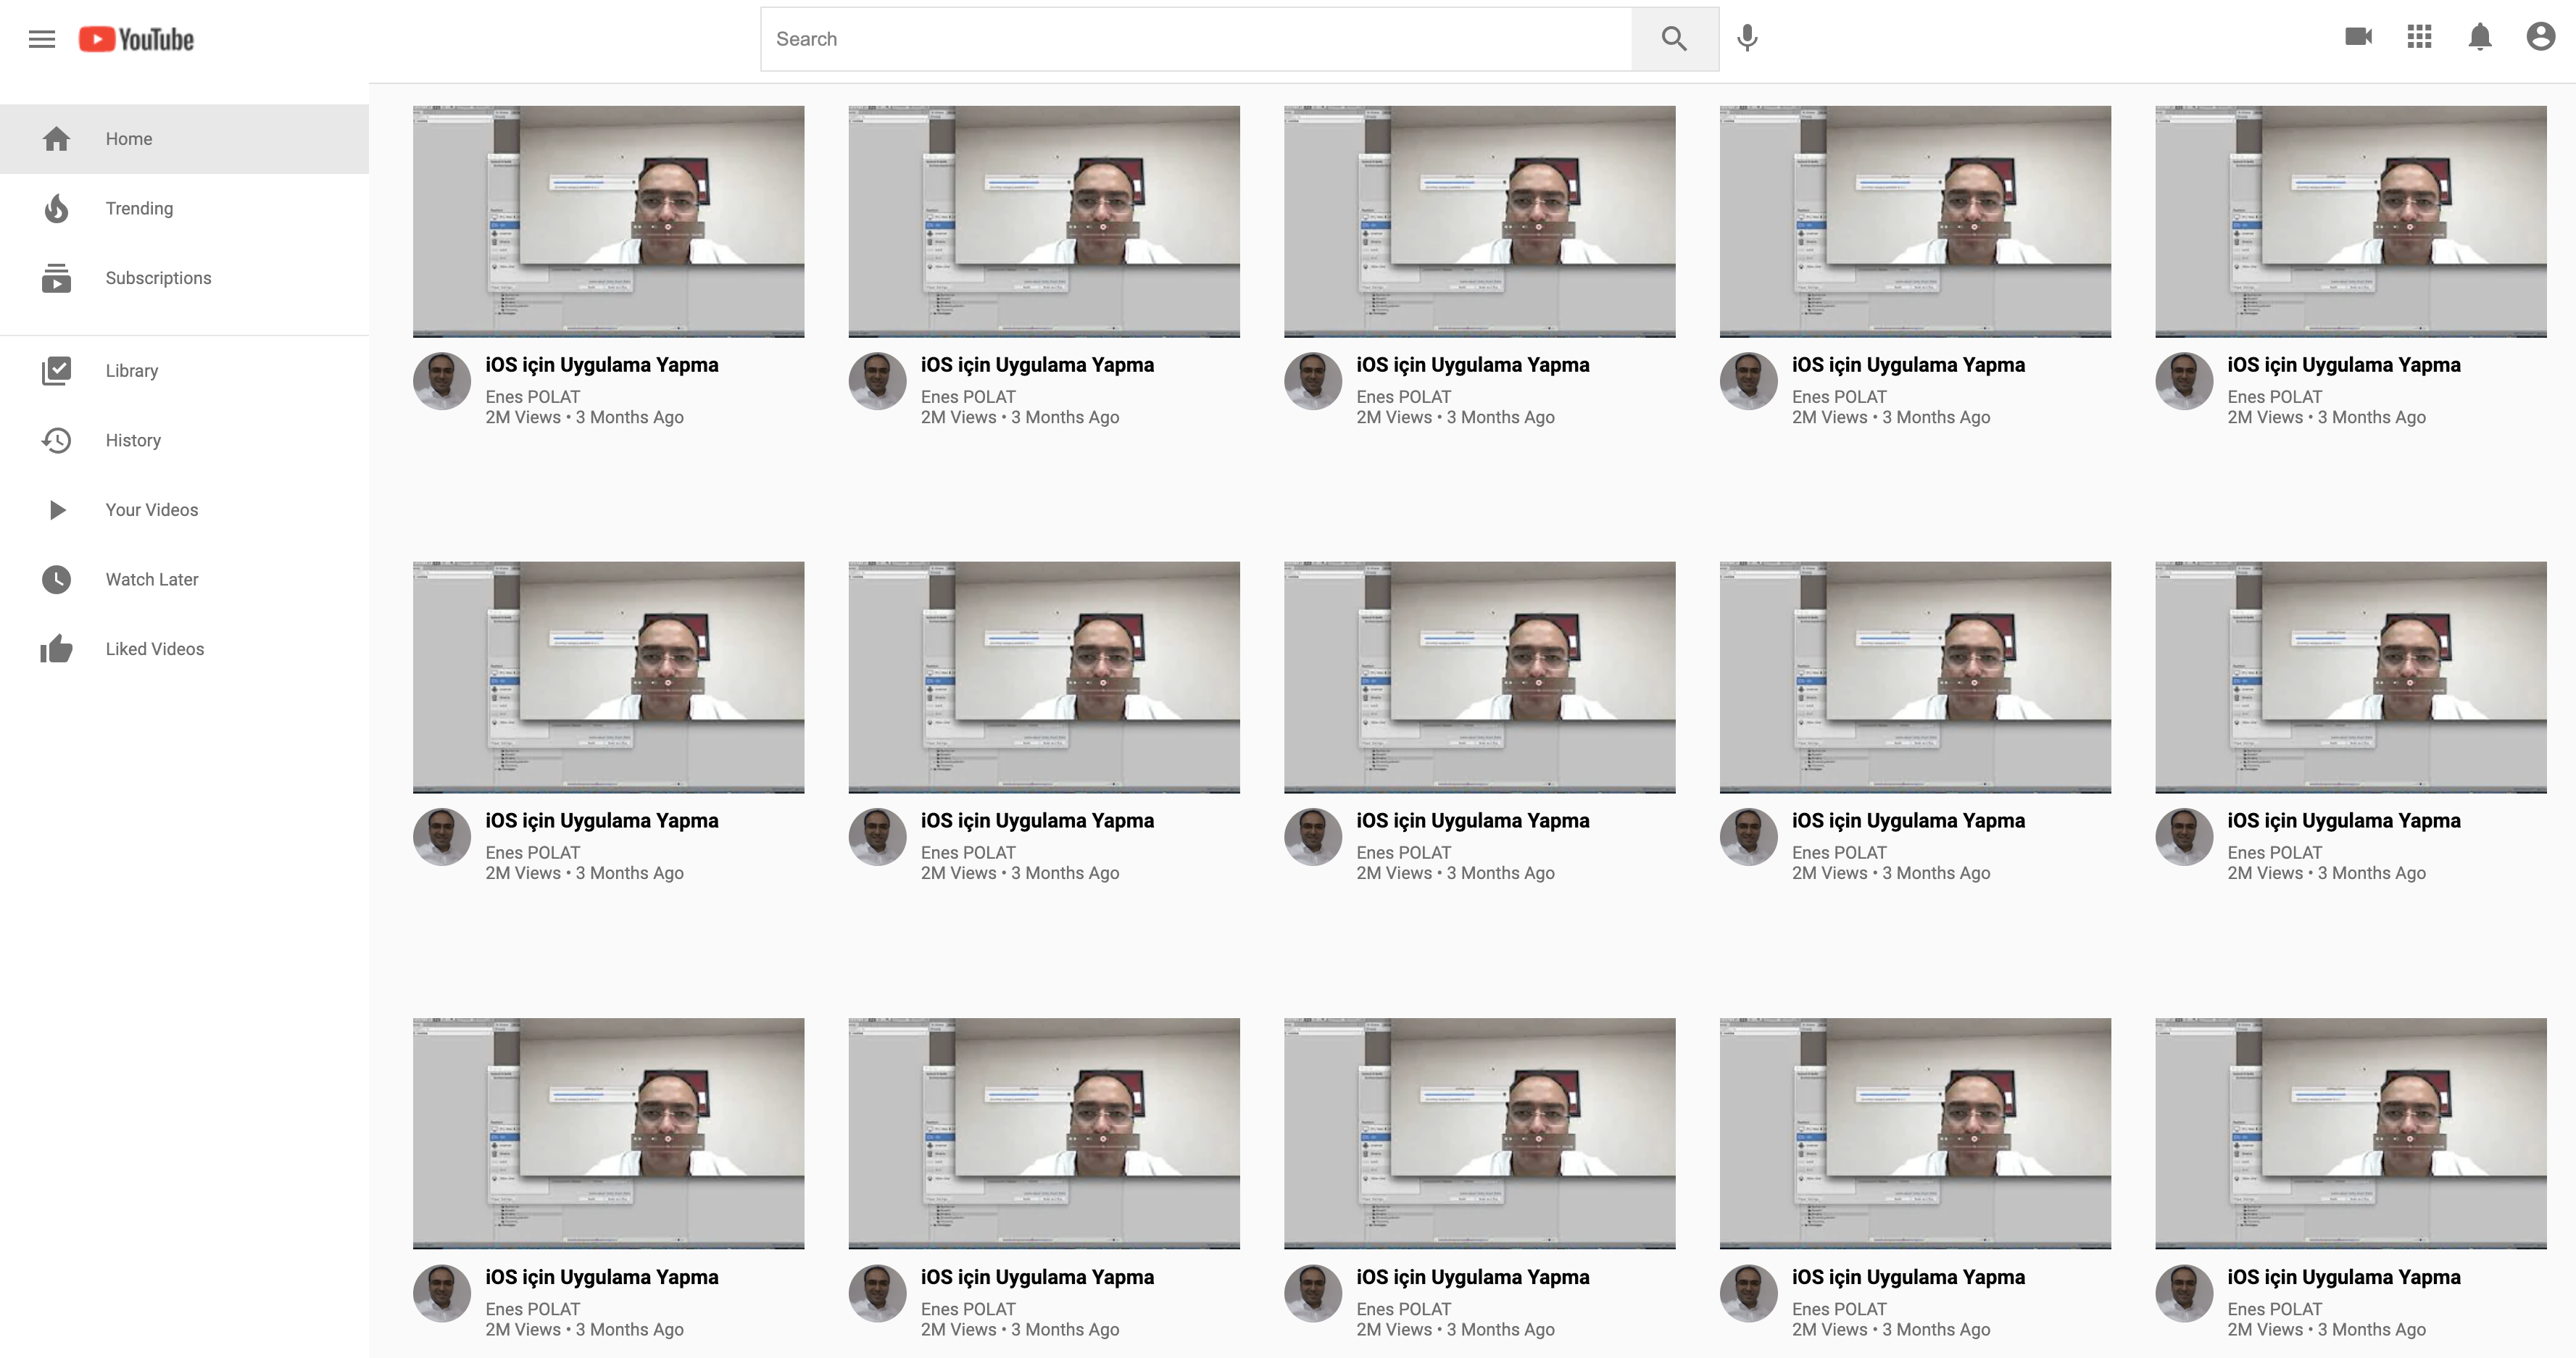 YouTube
Search
Home
Trending
Subscriptions
Library
History
Your Videos
Watch Later
Liked Videos
iOS için Uygulama Yapma
Enes POLAT
2M Views • 3 Months Ago
iOS için Uygulama Yapma
Enes POLAT
2M Views • 3 Months Ago
iOS için Uygulama Yapma
Enes POLAT
2M Views • 3 Months Ago
iOS için Uygulama Yapma
Enes POLAT
2M Views • 3 Months Ago
iOS için Uygulama Yapma
Enes POLAT
2M Views • 3 Months Ago
iOS için Uygulama Yapma
Enes POLAT
2M Views • 3 Months Ago
iOS için Uygulama Yapma
Enes POLAT
2M Views • 3 Months Ago
iOS için Uygulama Yapma
Enes POLAT
2M Views • 3 Months Ago
iOS için Uygulama Yapma
Enes POLAT
2M Views • 3 Months Ago
iOS için Uygulama Yapma
Enes POLAT
2M Views • 3 Months Ago
iOS için Uygulama Yapma
Enes POLAT
2M Views • 3 Months Ago
iOS için Uygulama Yapma
Enes POLAT
2M Views • 3 Months Ago
iOS için Uygulama Yapma
Enes POLAT
2M Views • 3 Months Ago
iOS için Uygulama Yapma
Enes POLAT
2M Views • 3 Months Ago
iOS için Uygulama Yapma
Enes POLAT
2M Views • 3 Months Ago